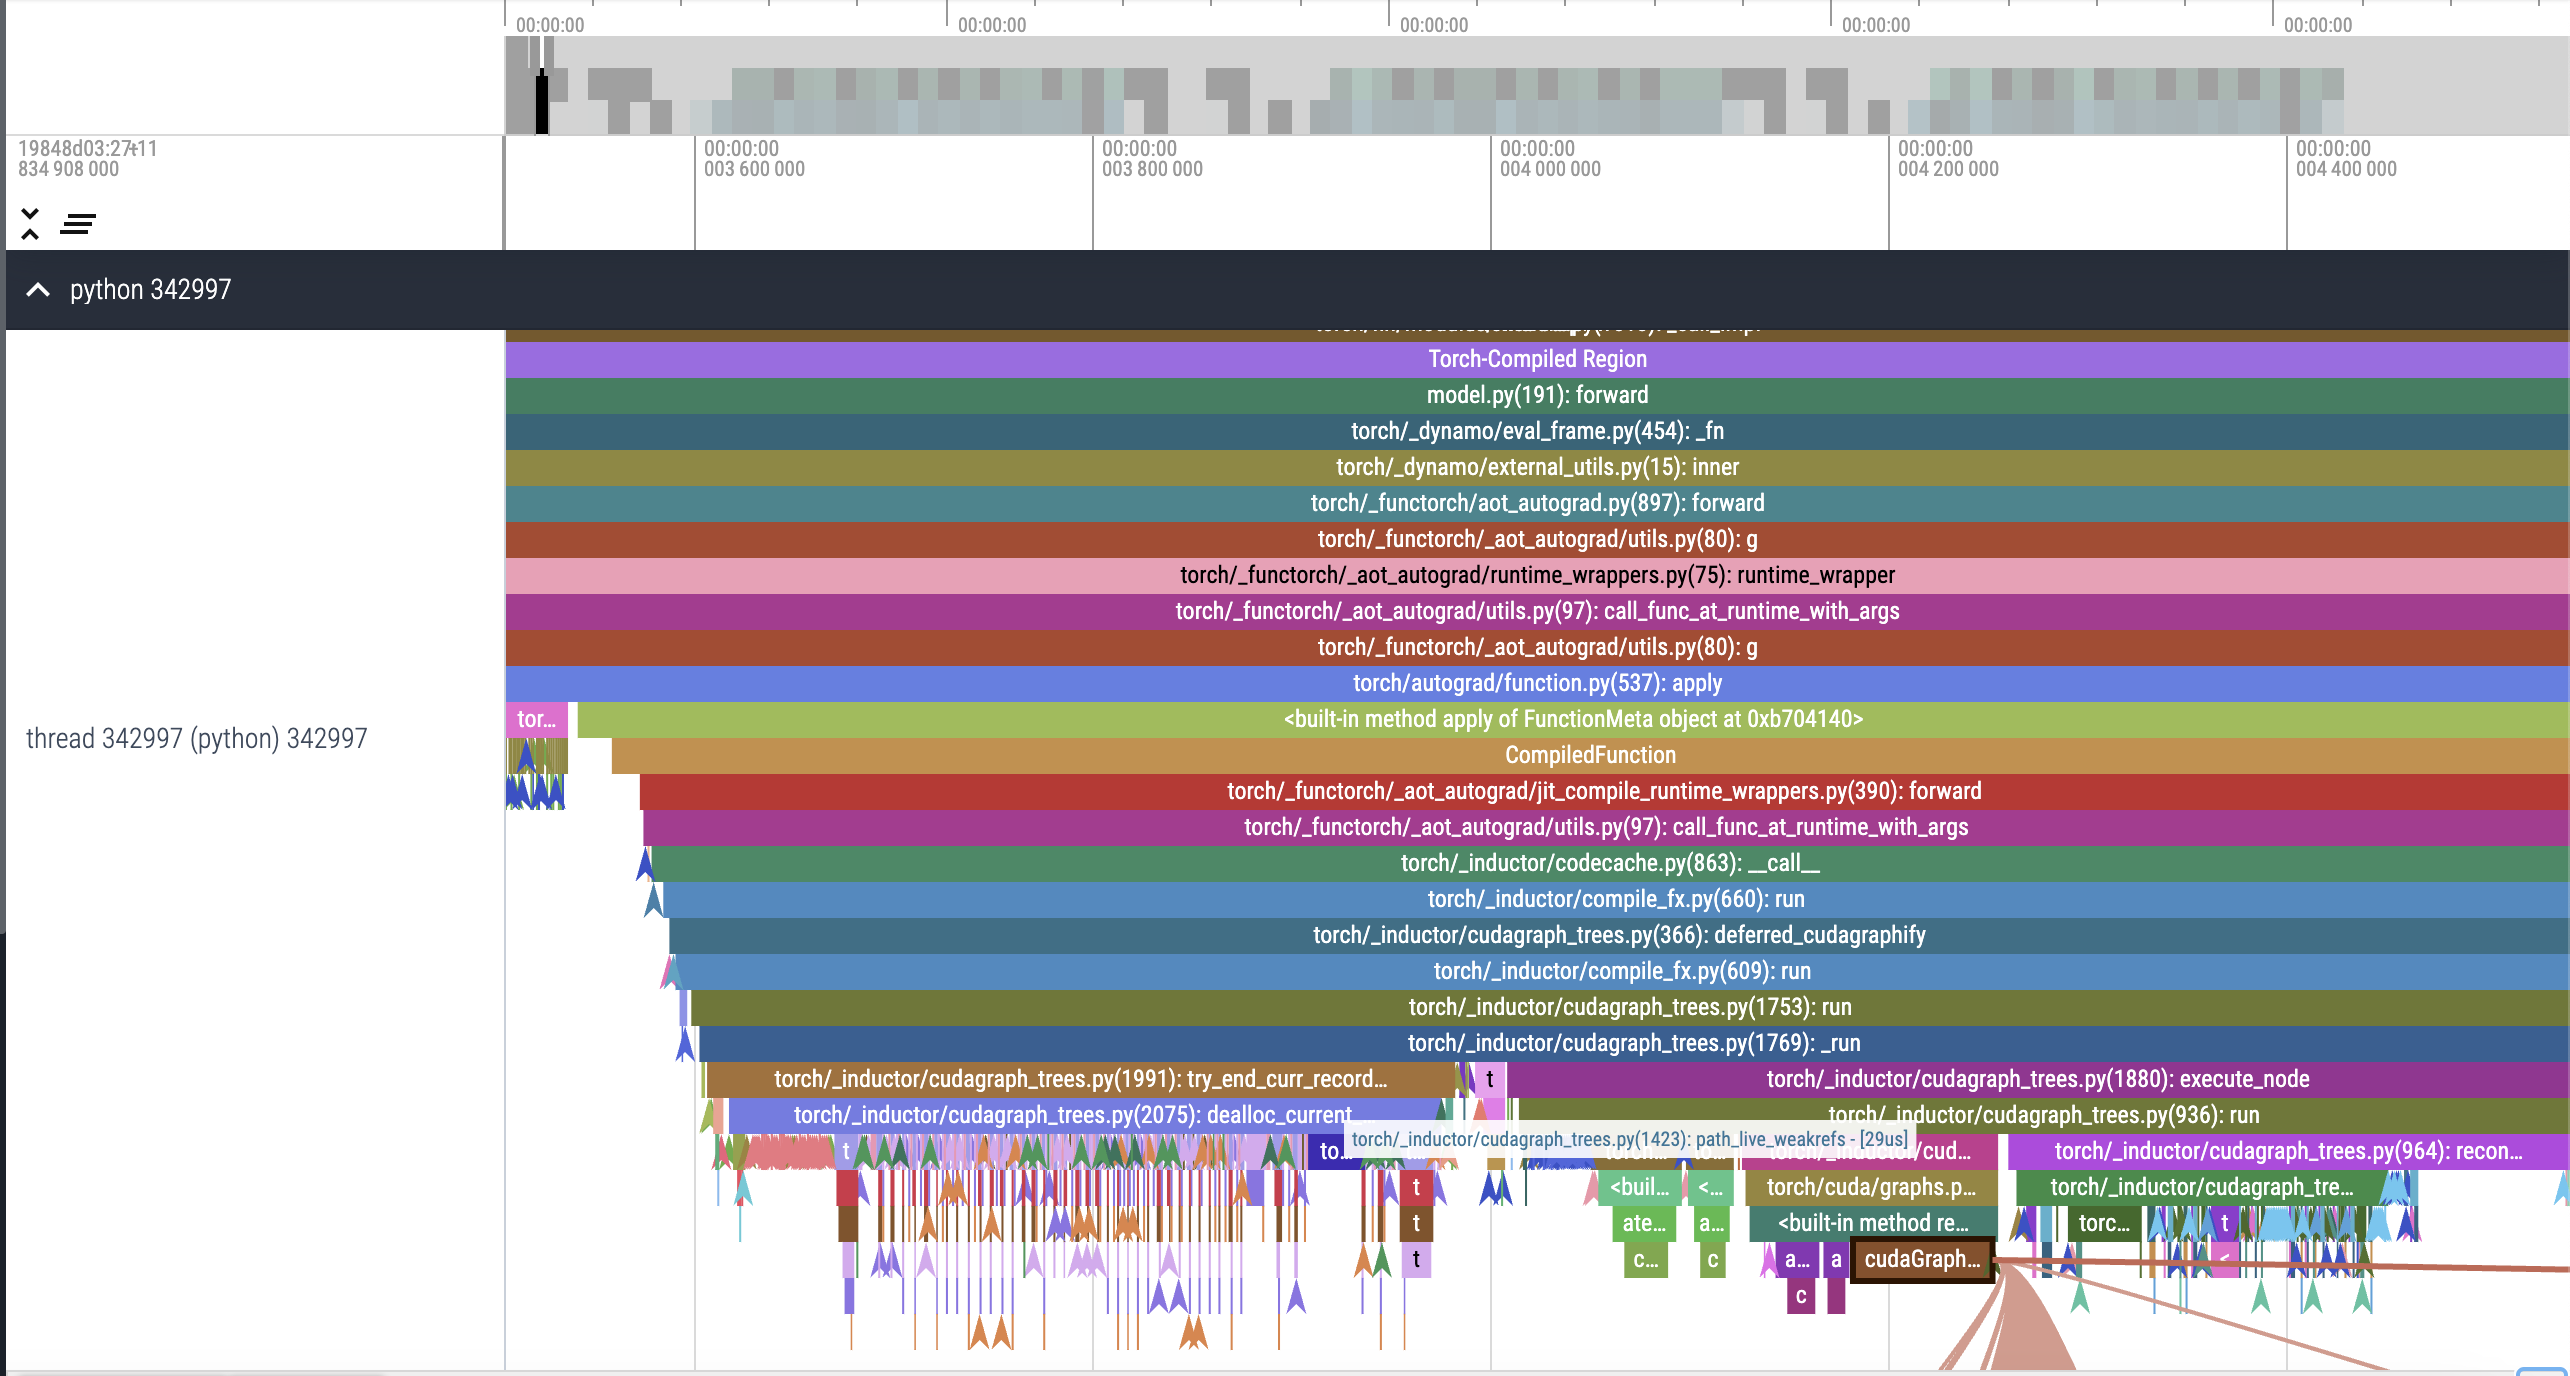 00:00:00 00:00:00 00:00:00 00:00:00 00:00:00
19848d03:27:11
834 908 000
00:00:00 00:00:00 00:00:00 00:00:00 00:00:00
003 600 000 003 800 000 004 000 000 004 200 000 004 400 000
python 342997
thread 342997 (python) 342997
Torch-Compiled Region
model.py(191): forward
torch/_dynamo/eval_frame.py(454): _fn
torch/_dynamo/external_utils.py(15): inner
torch/_functorch/aot_autograd.py(897): forward
torch/_functorch/_aot_autograd/utils.py(80): g
torch/_functorch/_aot_autograd/runtime_wrappers.py(75): runtime_wrapper
torch/_functorch/_aot_autograd/utils.py(97): call_func_at_runtime_with_args
torch/_functorch/_aot_autograd/utils.py(80): g
torch/autograd/function.py(537): apply
tor... <built-in method apply of FunctionMeta object at 0xb704140>
CompiledFunction
torch/_functorch/_aot_autograd/jit_compile_runtime_wrappers.py(390): forward
torch/_functorch/_aot_autograd/utils.py(97): call_func_at_runtime_with_args
torch/_inductor/codecache.py(863): __call__
torch/_inductor/compile_fx.py(660): run
torch/_inductor/cudagraph_trees.py(366): deferred_cudagraphify
torch/_inductor/compile_fx.py(609): run
torch/_inductor/cudagraph_trees.py(1753): run
torch/_inductor/cudagraph_trees.py(1769): _run
torch/_inductor/cudagraph_trees.py(1991): try_end_curr_record... t torch/_inductor/cudagraph_trees.py(1880): execute_node
torch/_inductor/cudagraph_trees.py(2075): dealloc_current_ torch/_inductor/cudagraph_trees.py(936): run
torch/_inductor/cudagraph_trees.py(1423): path_live_weakrefs - [29us]
t to... torch/_inductor/cud... torch/_inductor/cudagraph_trees.py(964): recon...
t <buil... <... torch/cuda/graphs.p... torch/_inductor/cudagraph_tre...
t ate... a... <built-in method re... torc... t
t c... c a... a cudaGraph... <
c